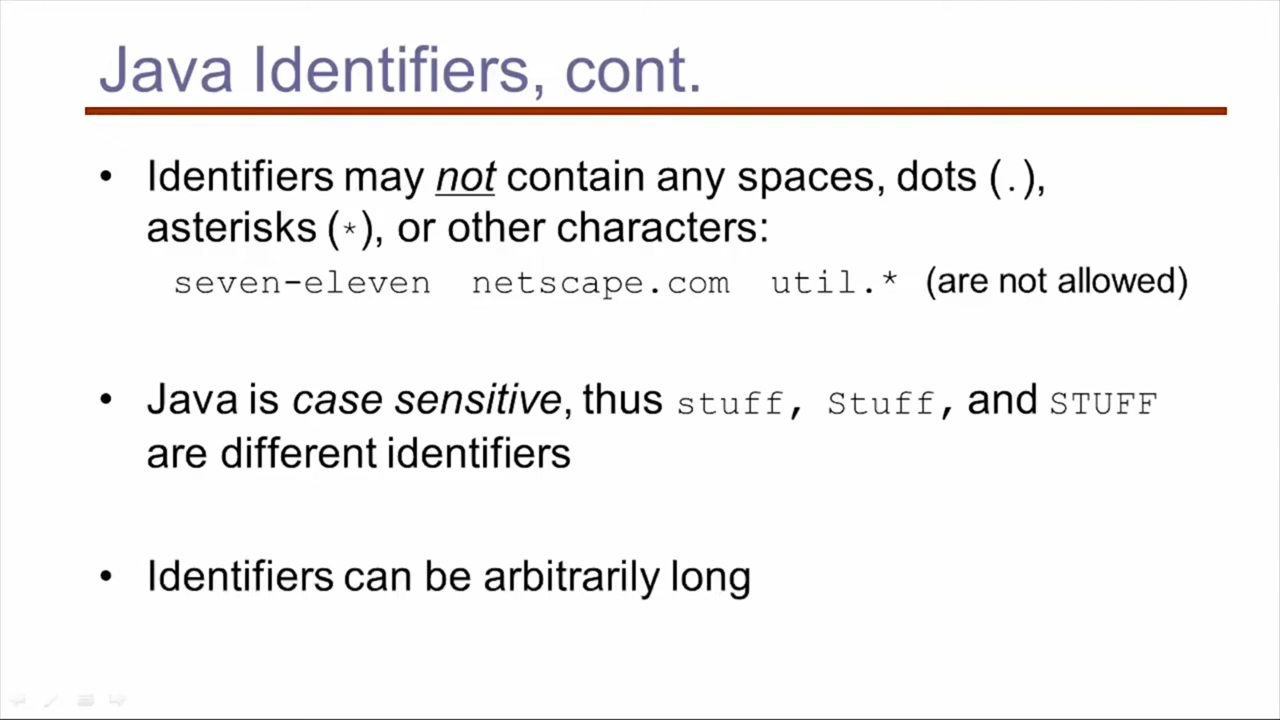 Java Identifiers, cont.
• Identifiers may not contain any spaces, dots (.),
asterisks (*), or other characters:
seven-eleven netscape.com util.* (are not allowed)
• Java is case sensitive, thus stuff, Stuff, and STUFF
are different identifiers
• Identifiers can be arbitrarily long